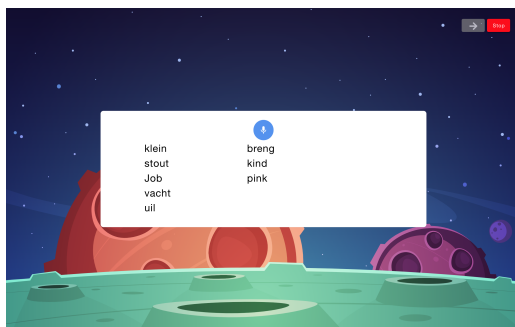 Stop
klein
stout
Job
vacht
uil
breng
kind
pink